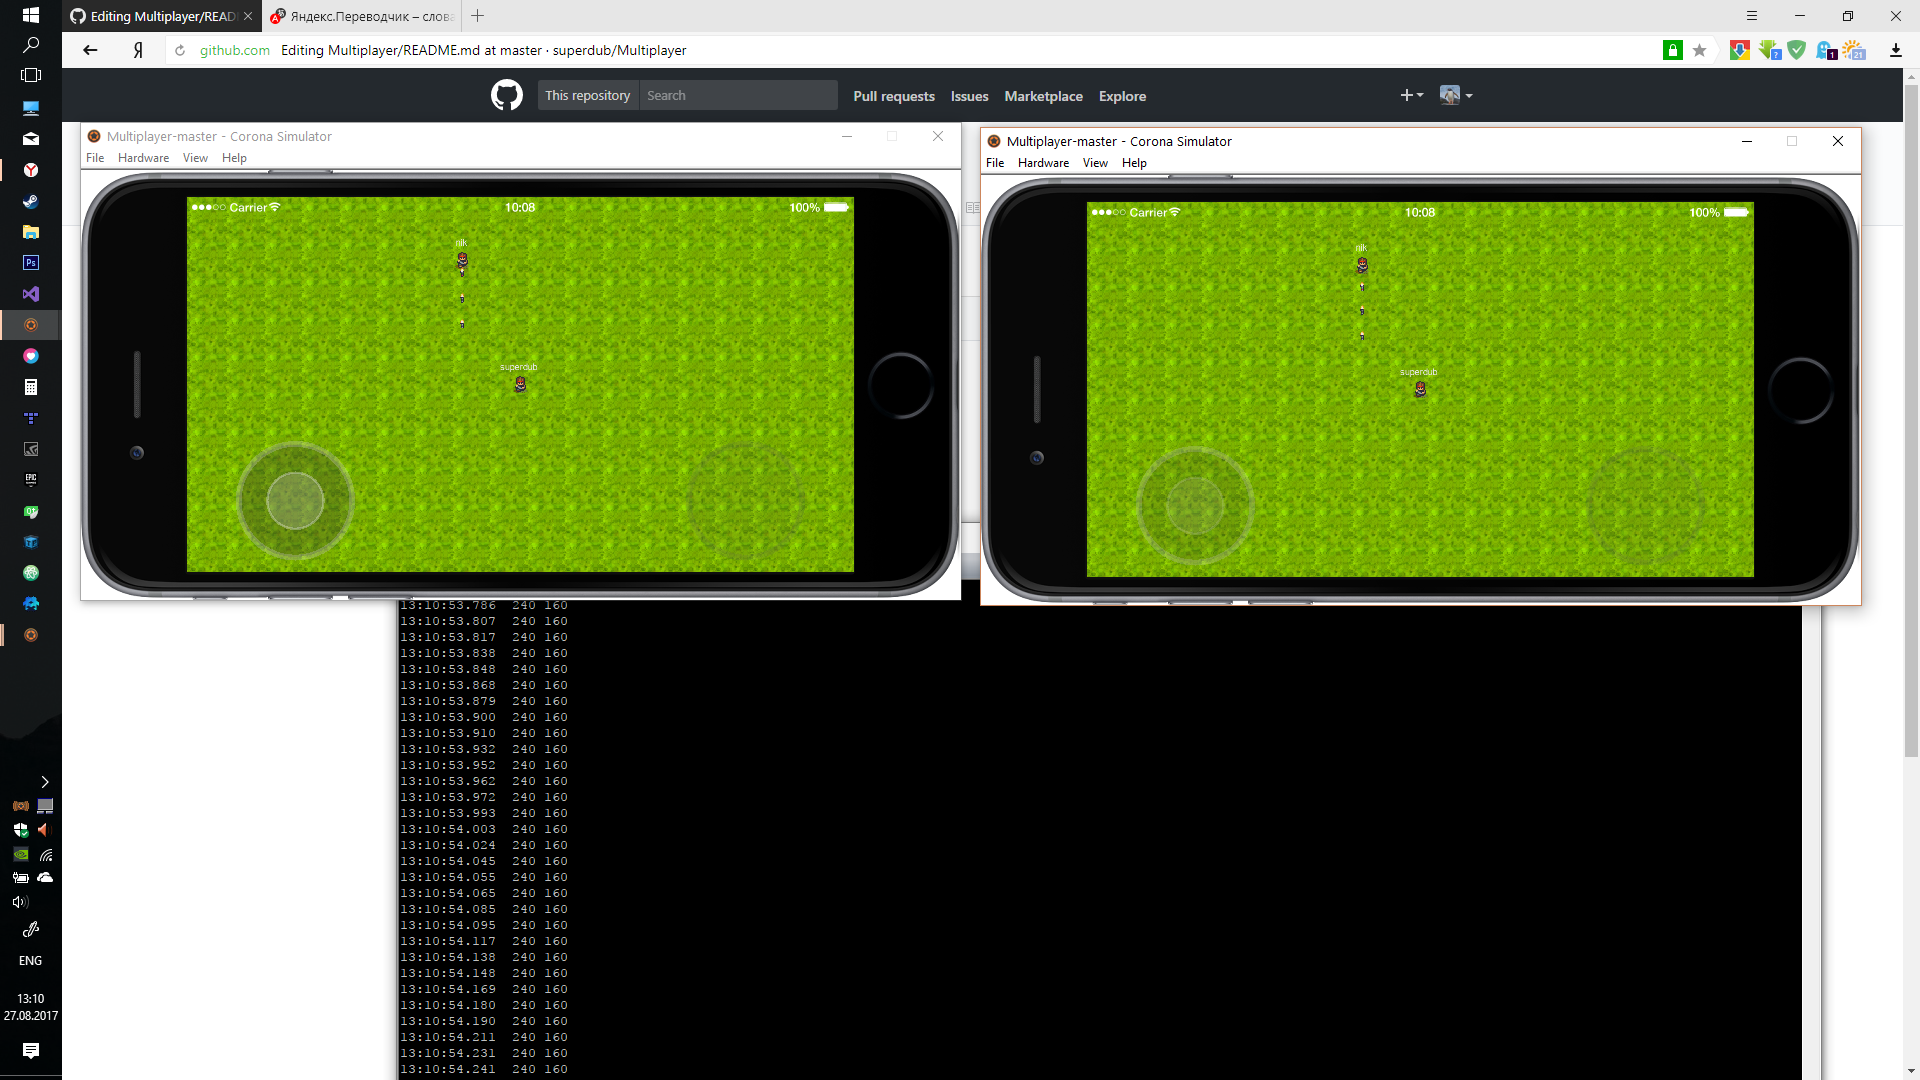 Editing Multiplayer/READ
Яндекс.Переводчик – слова
Я
github.com Editing Multiplayer/README.md at master · superdub/Multiplayer
7
1
21
This repository Search Pull requests Issues Marketplace Explore
Multiplayer-master - Corona Simulator
File Hardware View Help
Carrier 10:08 100%
nik
superdub
Multiplayer-master - Corona Simulator
File Hardware View Help
Carrier 10:08 100%
nik
superdub
13:10:53.786 240 160
13:10:53.807 240 160
13:10:53.817 240 160
13:10:53.838 240 160
13:10:53.848 240 160
13:10:53.868 240 160
13:10:53.879 240 160
13:10:53.900 240 160
13:10:53.910 240 160
13:10:53.932 240 160
13:10:53.952 240 160
13:10:53.962 240 160
13:10:53.972 240 160
13:10:53.993 240 160
13:10:54.003 240 160
13:10:54.024 240 160
13:10:54.045 240 160
13:10:54.055 240 160
13:10:54.065 240 160
13:10:54.085 240 160
13:10:54.095 240 160
13:10:54.117 240 160
13:10:54.138 240 160
13:10:54.148 240 160
13:10:54.169 240 160
13:10:54.180 240 160
13:10:54.190 240 160
13:10:54.211 240 160
13:10:54.231 240 160
13:10:54.241 240 160
Ps
EPIC
ENG
13:10
27.08.2017